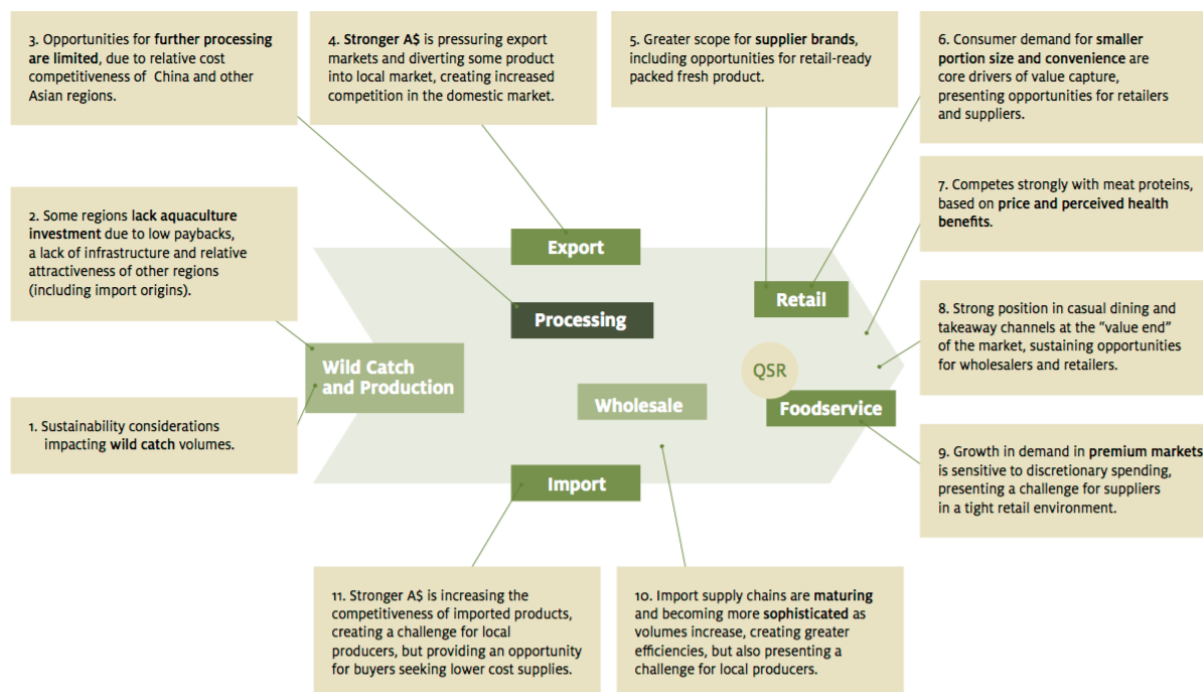 3. Opportunities for further processing
are limited, due to relative cost
competitiveness of China and other
Asian regions.
4. Stronger A$ is pressuring export
markets and diverting some product
into local market, creating increased
competition in the domestic market.
5. Greater scope for supplier brands,
including opportunities for retail-ready
packed fresh product.
6. Consumer demand for smaller
portion size and convenience are
core drivers of value capture,
presenting opportunities for retailers
and suppliers.
2. Some regions lack aquaculture
investment due to low paybacks,
a lack of infrastructure and relative
attractiveness of other regions
(including import origins).
7. Competes strongly with meat proteins,
based on price and perceived health
benefits.
Export
Retail
Processing
8. Strong position in casual dining and
takeaway channels at the “value end”
of the market, sustaining opportunities
for wholesalers and retailers.
Wild Catch
and Production
QSR
Wholesale
Foodservice
1. Sustainability considerations
impacting wild catch volumes.
9. Growth in demand in premium markets
is sensitive to discretionary spending,
presenting a challenge for suppliers
in a tight retail environment.
Import
11. Stronger A$ is increasing the
competitiveness of imported products,
creating a challenge for local
producers, but providing an opportunity
for buyers seeking lower cost supplies.
10. Import supply chains are maturing
and becoming more sophisticated as
volumes increase, creating greater
efficiencies, but also presenting a
challenge for local producers.